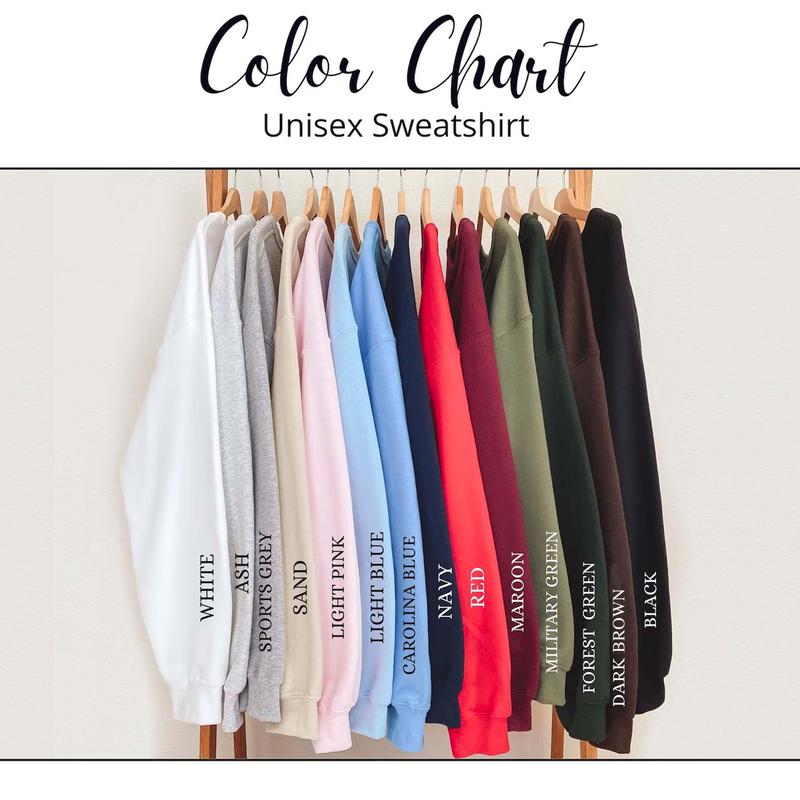 Color Chart
Unisex Sweatshirt
WHITE
ASH
SPORTS GREY
SAND
LIGHT PINK
LIGHT BLUE
CAROLINA BLUE
NAVY
RED
MAROON
MILITARY GREEN
FOREST GREEN
DARK BROWN
BLACK